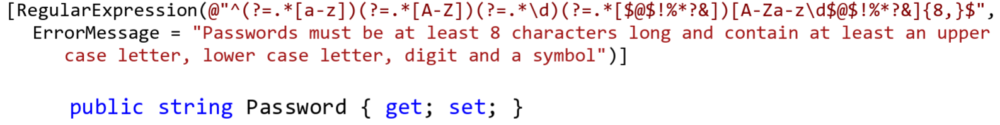 [RegularExpression(@"^(?=.*[a-z])(?=.*[A-Z])(?=.*\d)(?=.*[$@$!%*?&])[A-Za-z\d$@$!%*?&]{8,}$",
ErrorMessage = "Passwords must be at least 8 characters long and contain at least an upper
case letter, lower case letter, digit and a symbol")]
public string Password { get; set; }